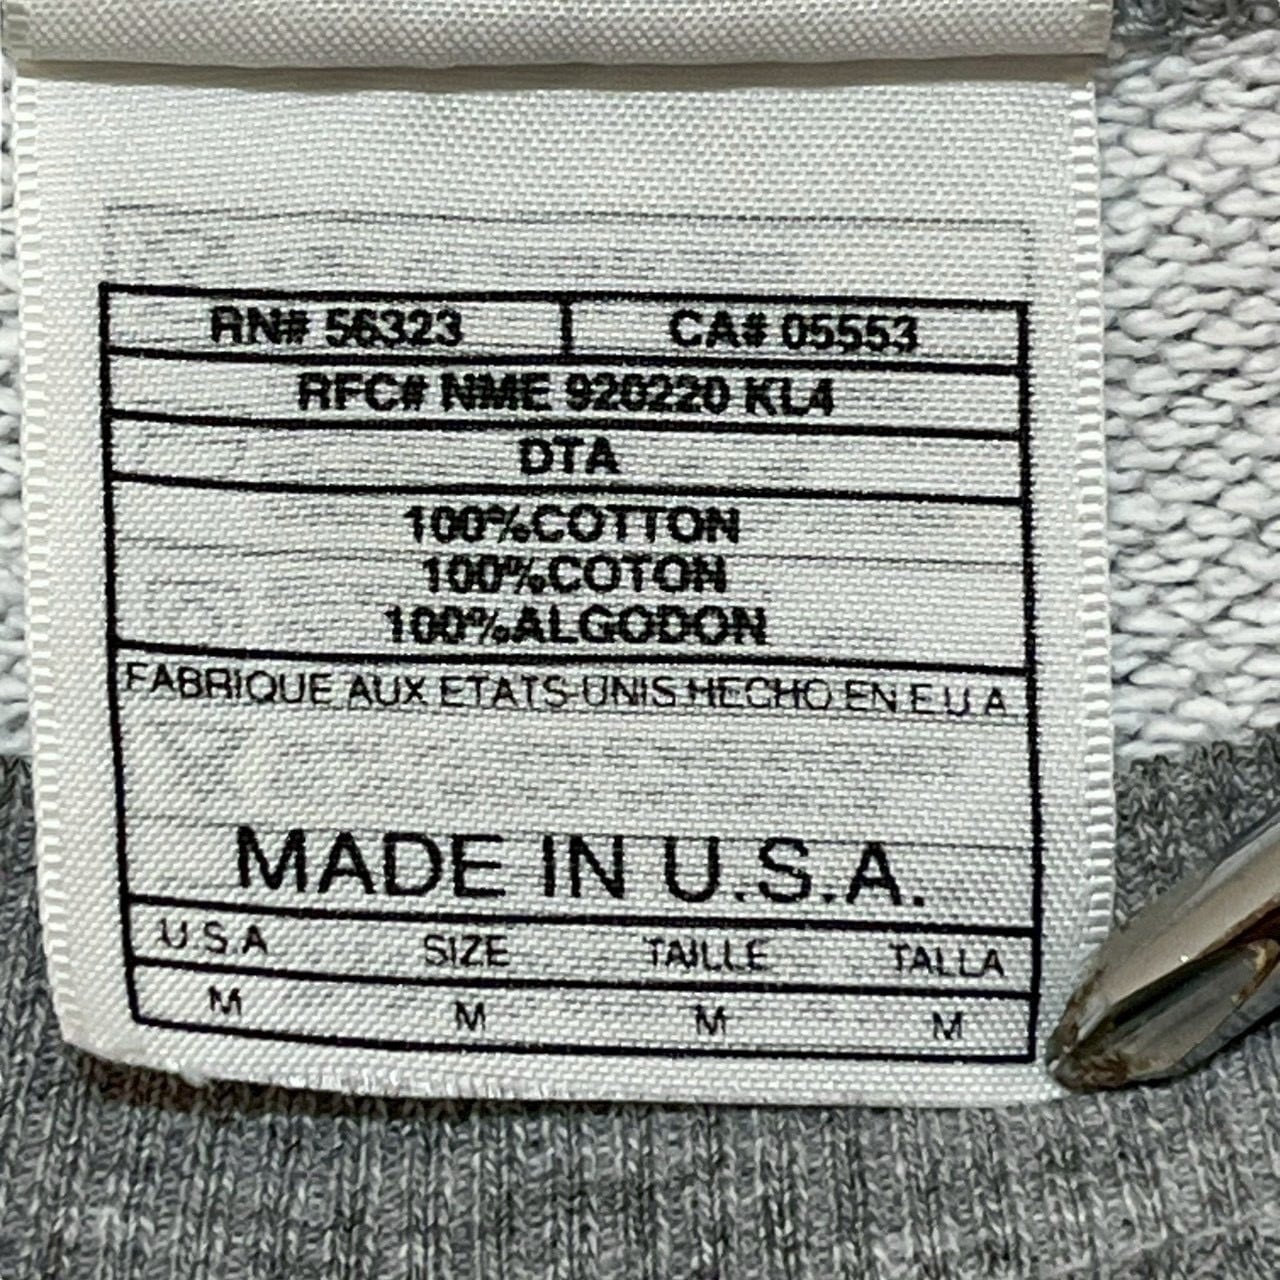 RN# 56323 CA# 05553
RFC# NME 920220 KL4
DTA
100%COTTON
100%COTON
100%ALGODON
FABRIQUE AUX ETATS-UNIS HECHO EN E U A
MADE IN U.S.A.
U S A SIZE TAILLE TALLA
M M M M